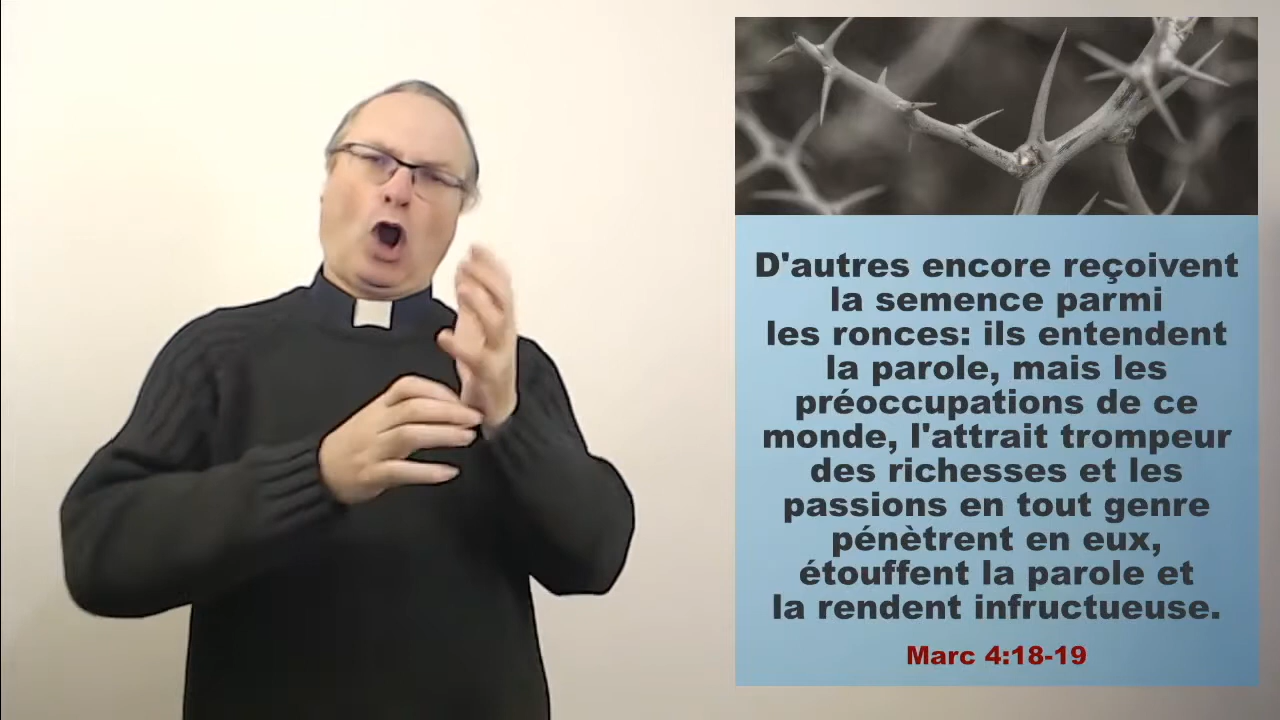 D'autres encore reçoivent
la semence parmi
les ronces: ils entendent
la parole, mais les
préoccupations de ce
monde, l'attrait trompeur
des richesses et les
passions en tout genre
pénètrent en eux,
étouffent la parole et
la rendent infructueuse.
Marc 4:18-19